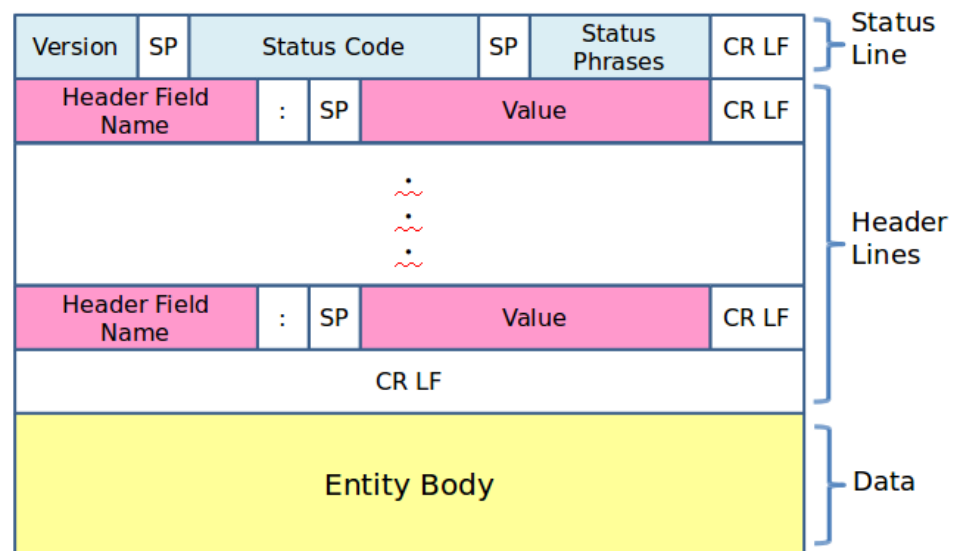 Version SP Status Code SP Status Phrases CR LF Status Line
Header Field Name : SP Value CR LF
.
.
.
Header Lines
Header Field Name : SP Value CR LF
CR LF
Entity Body Data